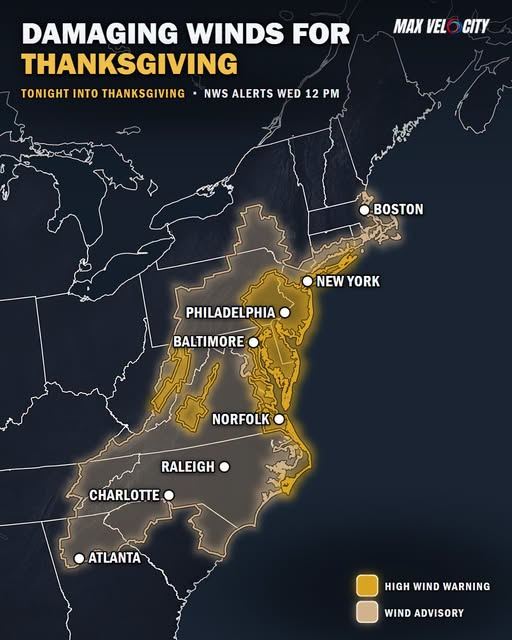 DAMAGING WINDS FOR
THANKSGIVING
TONIGHT INTO THANKSGIVING • NWS ALERTS WED 12 PM
MAX VELOCITY
BOSTON
NEW YORK
PHILADELPHIA
BALTIMORE
NORFOLK
RALEIGH
CHARLOTTE
ATLANTA
HIGH WIND WARNING
WIND ADVISORY